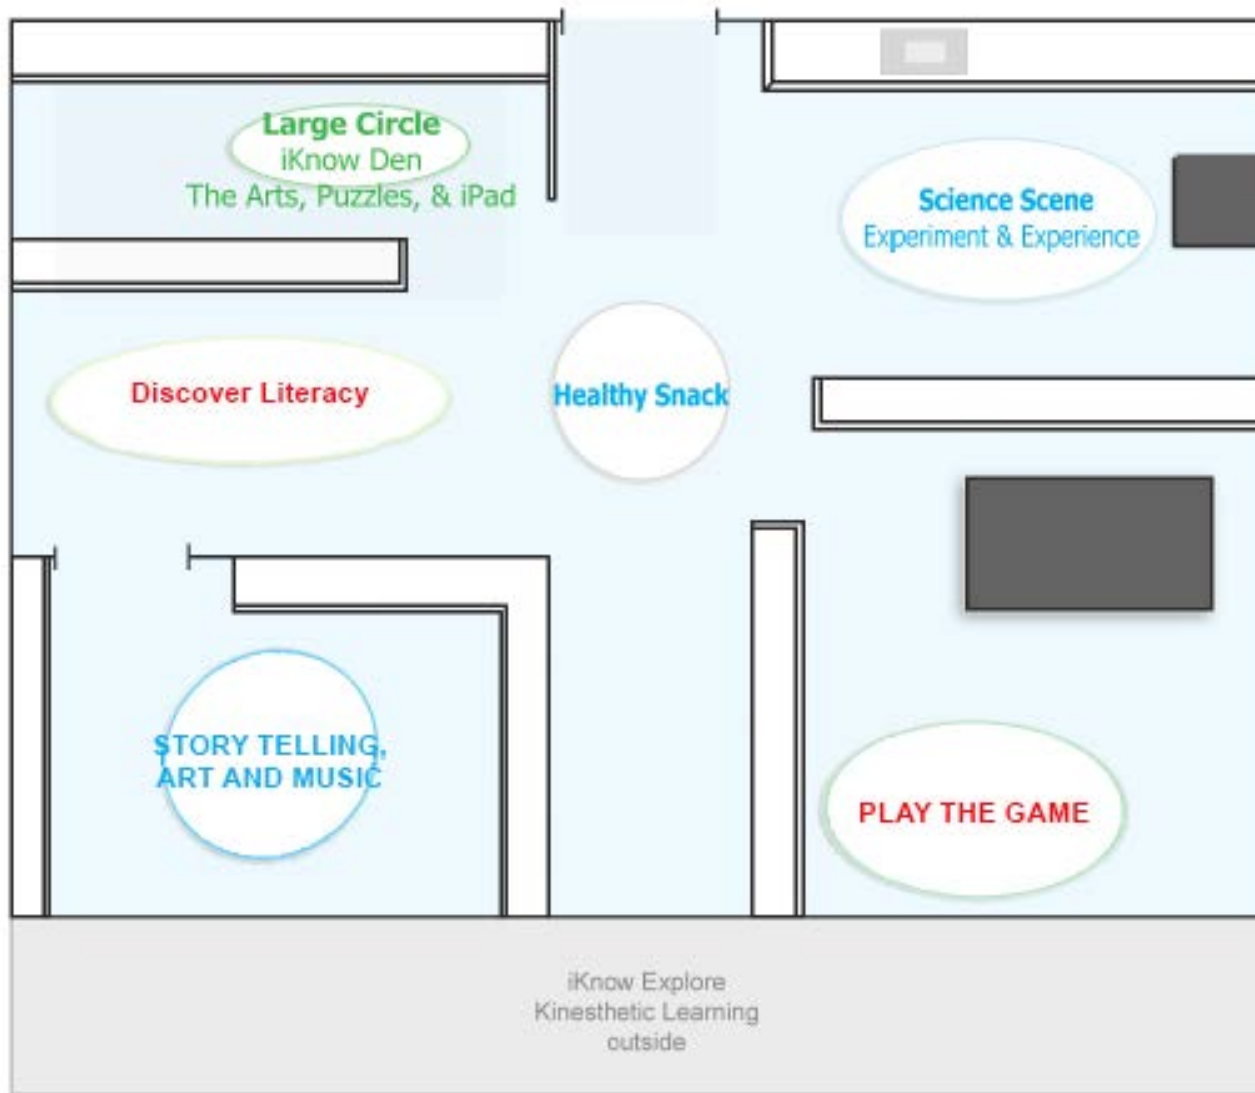 Large Circle
iKnow Den
The Arts, Puzzles, & iPad
Science Scene
Experiment & Experience
Discover Literacy
Healthy Snack
STORY TELLING,
ART AND MUSIC
PLAY THE GAME
iKnow Explore
Kinesthetic Learning
outside